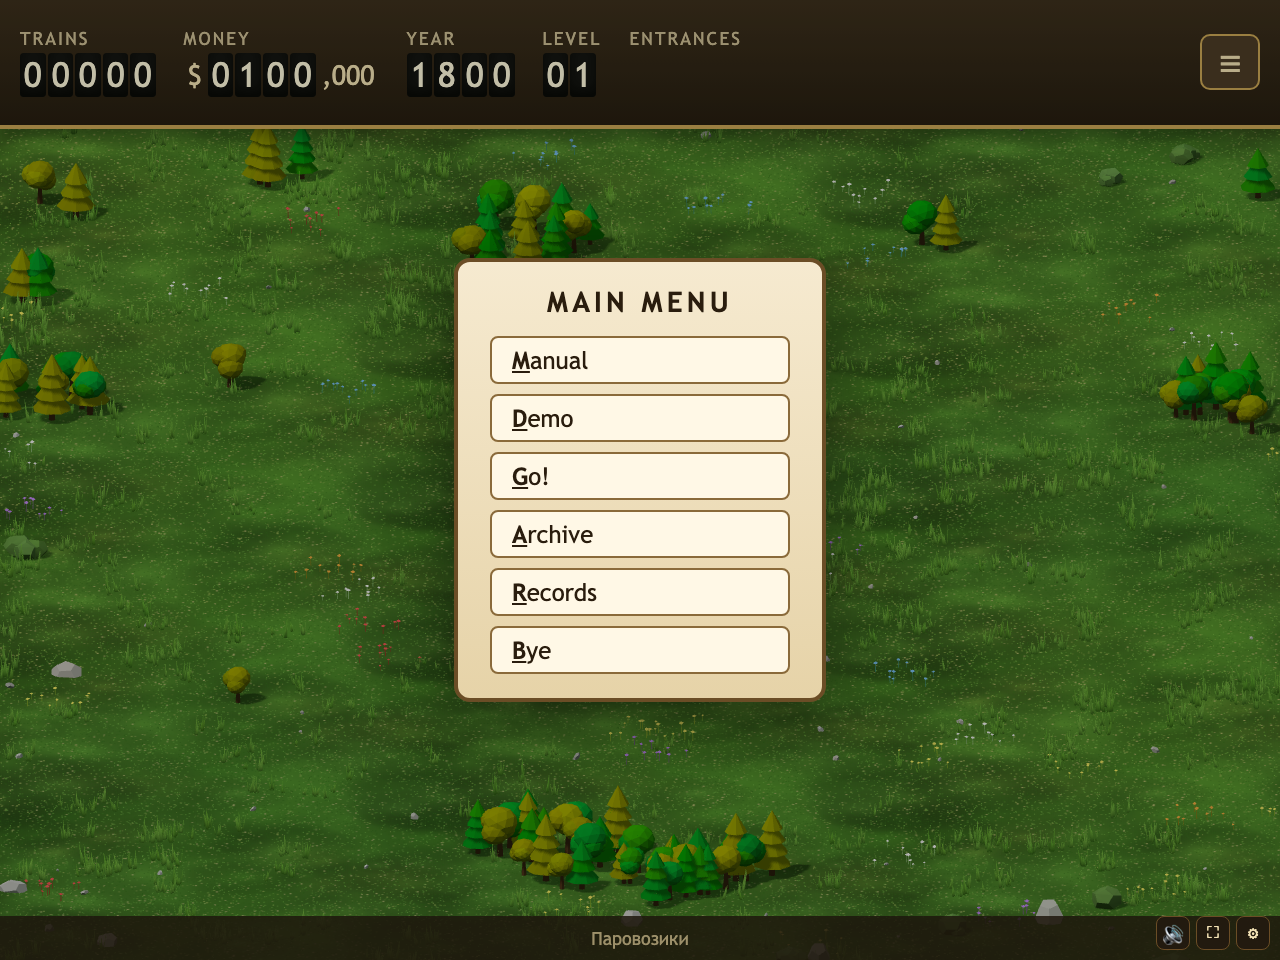 TRAINS MONEY YEAR LEVEL ENTRANCES
00000 $0100,000 1800 01
MAIN MENU
Manual
Demo
Go!
Archive
Records
Bye
Паровозики